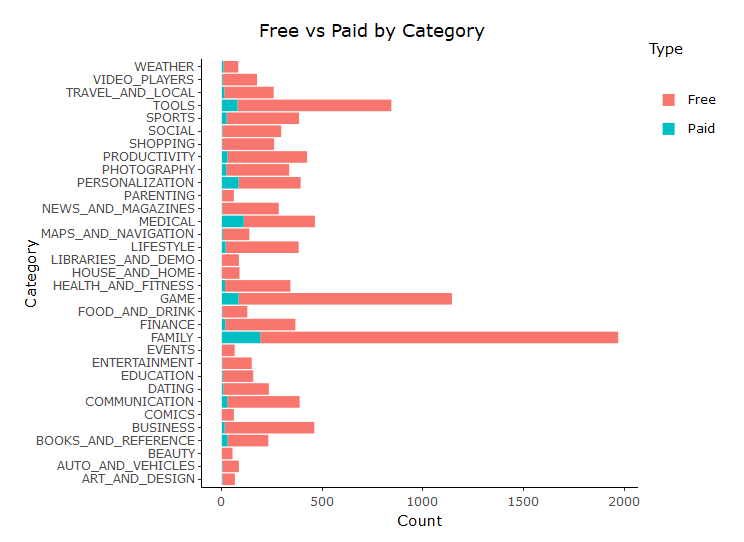 Free vs Paid by Category
Type
Free
Paid
Category
WEATHER
VIDEO_PLAYERS
TRAVEL_AND_LOCAL
TOOLS
SPORTS
SOCIAL
SHOPPING
PRODUCTIVITY
PHOTOGRAPHY
PERSONALIZATION
PARENTING
NEWS_AND_MAGAZINES
MEDICAL
MAPS_AND_NAVIGATION
LIFESTYLE
LIBRARIES_AND_DEMO
HOUSE_AND_HOME
HEALTH_AND_FITNESS
GAME
FOOD_AND_DRINK
FINANCE
FAMILY
EVENTS
ENTERTAINMENT
EDUCATION
DATING
COMMUNICATION
COMICS
BUSINESS
BOOKS_AND_REFERENCE
BEAUTY
AUTO_AND_VEHICLES
ART_AND_DESIGN
0 500 1000 1500 2000
Count